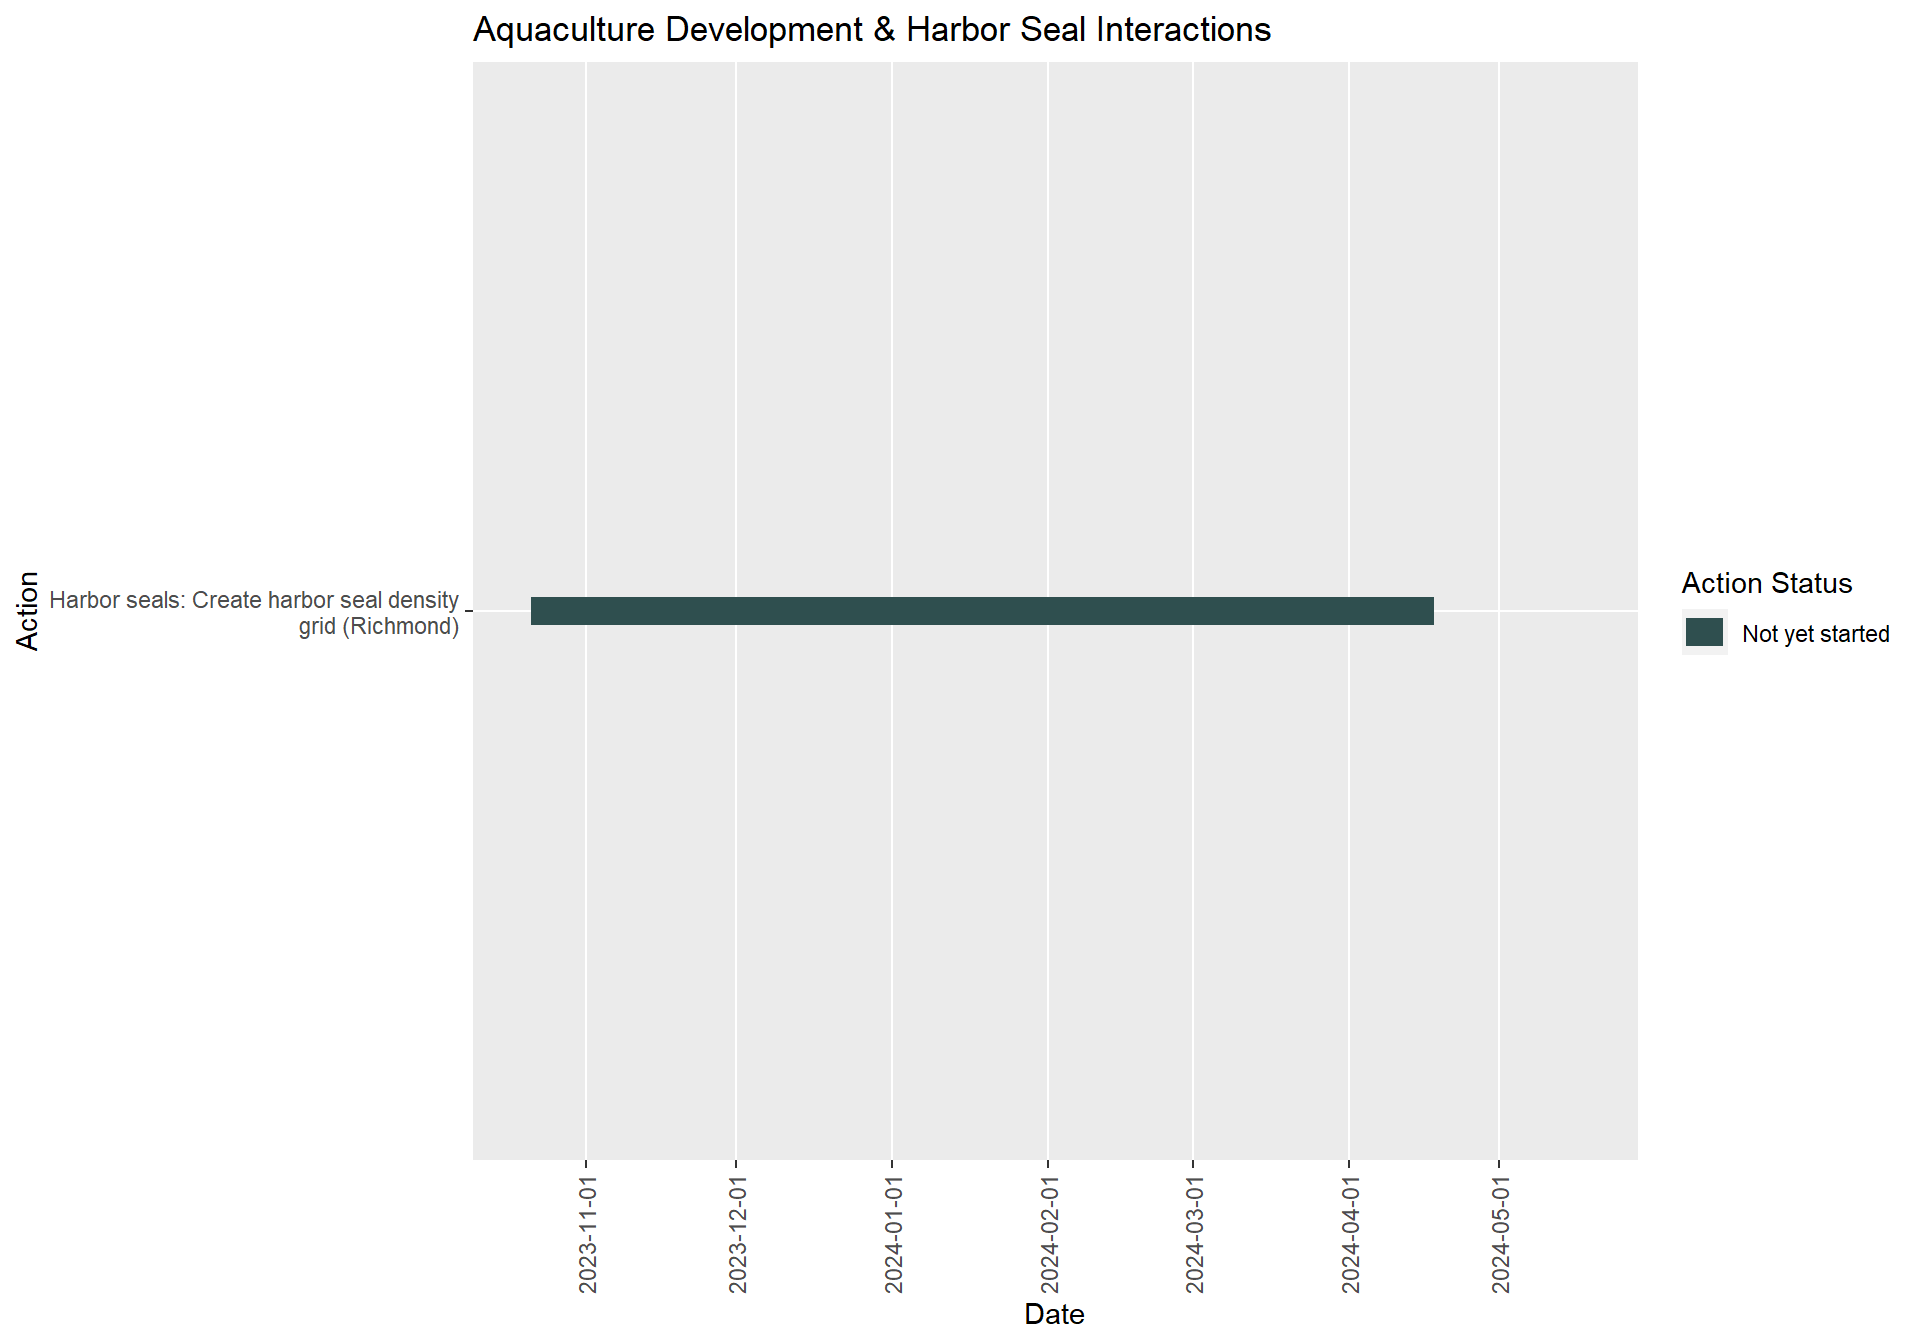 Aquaculture Development & Harbor Seal Interactions
Action
Harbor seals: Create harbor seal density
grid (Richmond)
Action Status
Not yet started
2023-11-01
2023-12-01
2024-01-01
2024-02-01
2024-03-01
2024-04-01
2024-05-01
Date